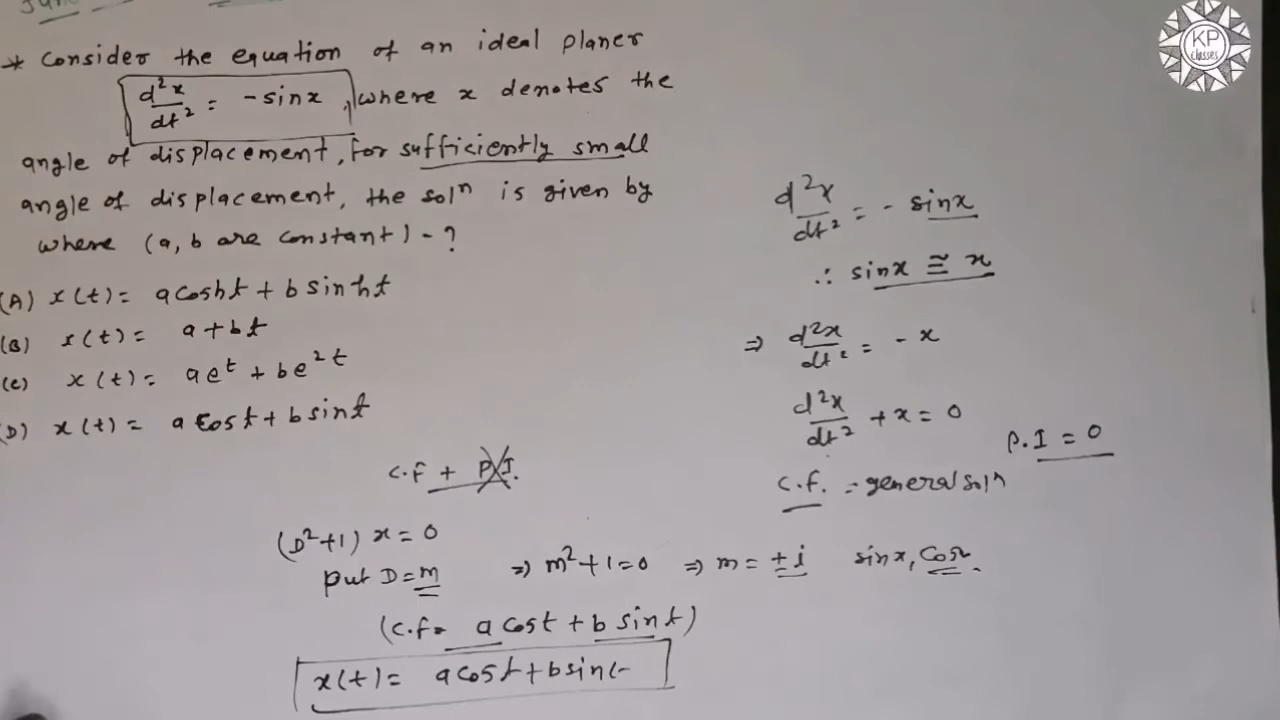 * Consider the equation of an ideal planer
d²x/dt² = -sinx, where x denotes the
angle of displacement, for sufficiently small
angle of displacement, the solⁿ is given by
where (a, b are constant) - ?
(A) x(t) = a cosht + b sinht
(B) x(t) = a + bt
(C) x(t) = ae^t + be^2t
(D) x(t) = a cost + b sint
C.f + P.I.
(D²+1) x = 0
put D = m ⇒ m²+1=0 ⇒ m = ±i sinx, Cosx.
(C.f = a cost + b sint)
x(t) = a cost + b sin
d²x/dt² = - sinx
∴ sinx ≅ x
⇒ d²x/dt² = - x
d²x/dt² + x = 0
P.I = 0
C.f. = general solⁿ
KP
classes